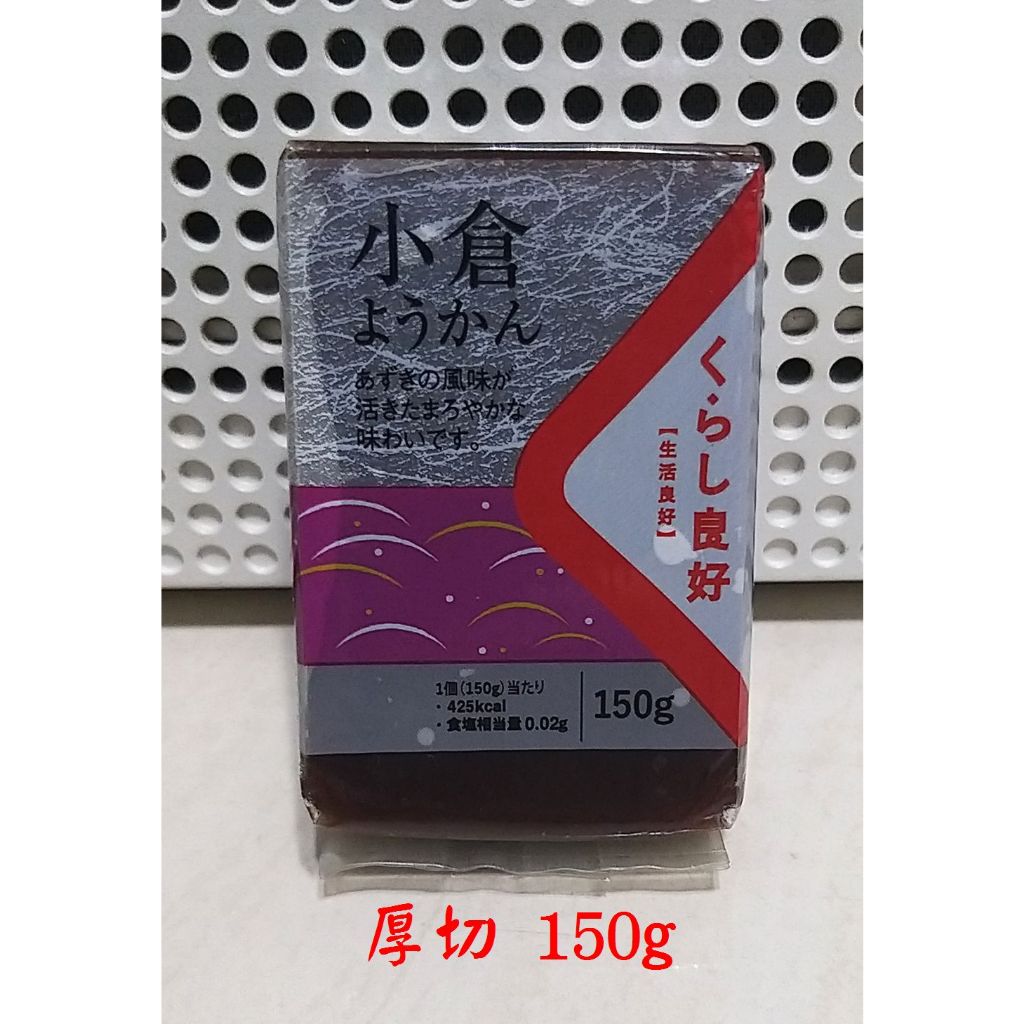 小倉
ようかん
あずきの風味が
活きたまろやかな
味わいです。
くらし良好
【生活良好】
1個(150g)当たり
・425kcal
・食塩相当量0.02g
150g
厚切 150g